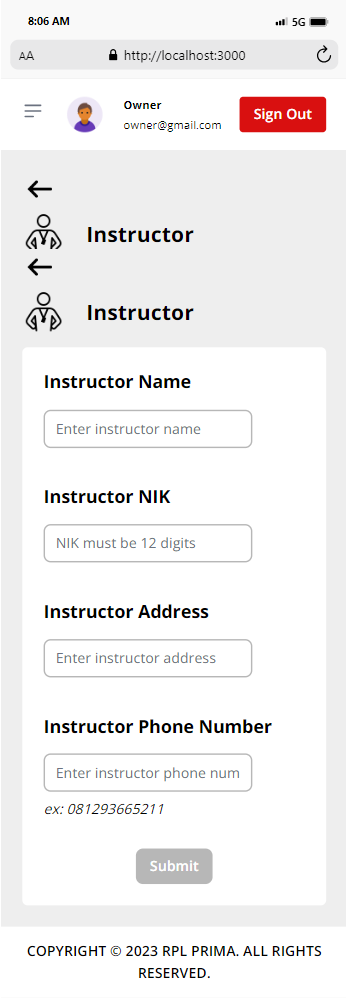 8:06 AM
5G
AA
http://localhost:3000
Owner
owner@gmail.com
Sign Out
Instructor
Instructor
Instructor Name
Enter instructor name
Instructor NIK
NIK must be 12 digits
Instructor Address
Enter instructor address
Instructor Phone Number
Enter instructor phone num
ex: 081293665211
Submit
COPYRIGHT © 2023 RPL PRIMA. ALL RIGHTS
RESERVED.